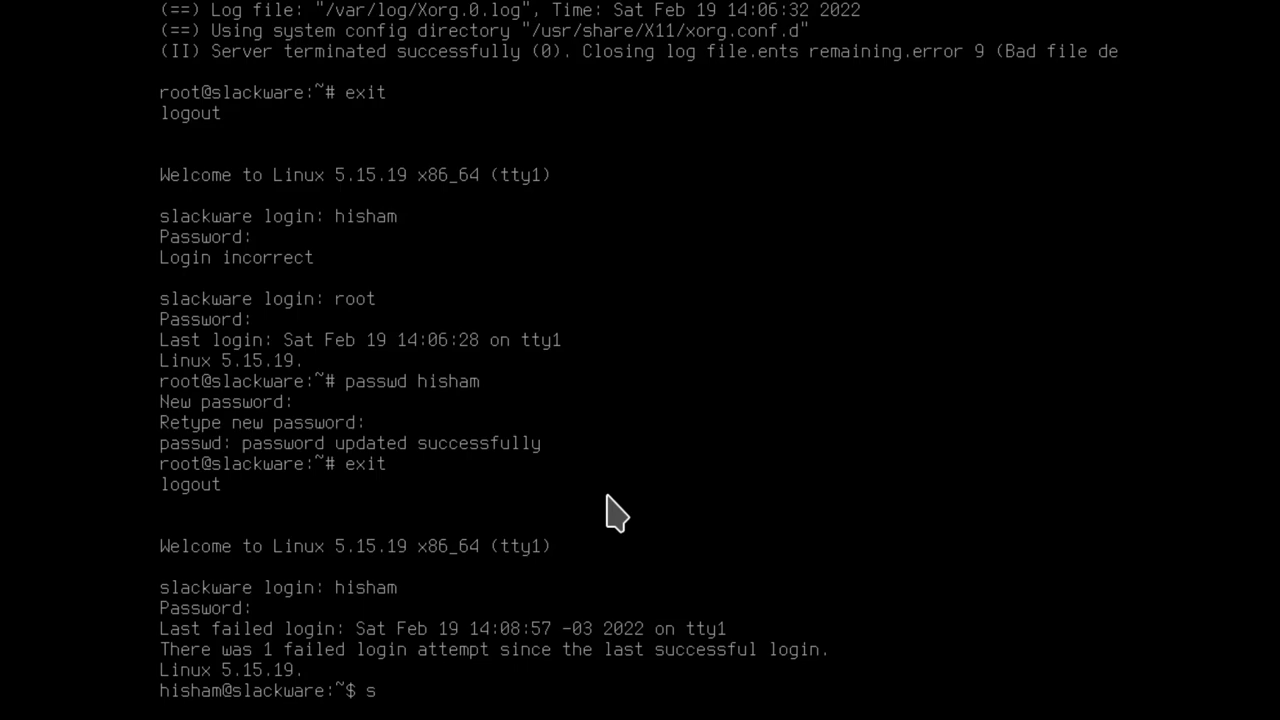 (==) Log file: "/var/log/Xorg.0.log", Time: Sat Feb 19 14:06:32 2022
(==) Using system config directory "/usr/share/X11/xorg.conf.d"
(II) Server terminated successfully (0). Closing log file.ents remaining.error 9 (Bad file de
root@slackware:~# exit
logout
Welcome to Linux 5.15.19 x86_64 (tty1)
slackware login: hisham
Password:
Login incorrect
slackware login: root
Password:
Last login: Sat Feb 19 14:06:28 on tty1
Linux 5.15.19.
root@slackware:~# passwd hisham
New password:
Retype new password:
passwd: password updated successfully
root@slackware:~# exit
logout
Welcome to Linux 5.15.19 x86_64 (tty1)
slackware login: hisham
Password:
Last failed login: Sat Feb 19 14:08:57 -03 2022 on tty1
There was 1 failed login attempt since the last successful login.
Linux 5.15.19.
hisham@slackware:~$ s